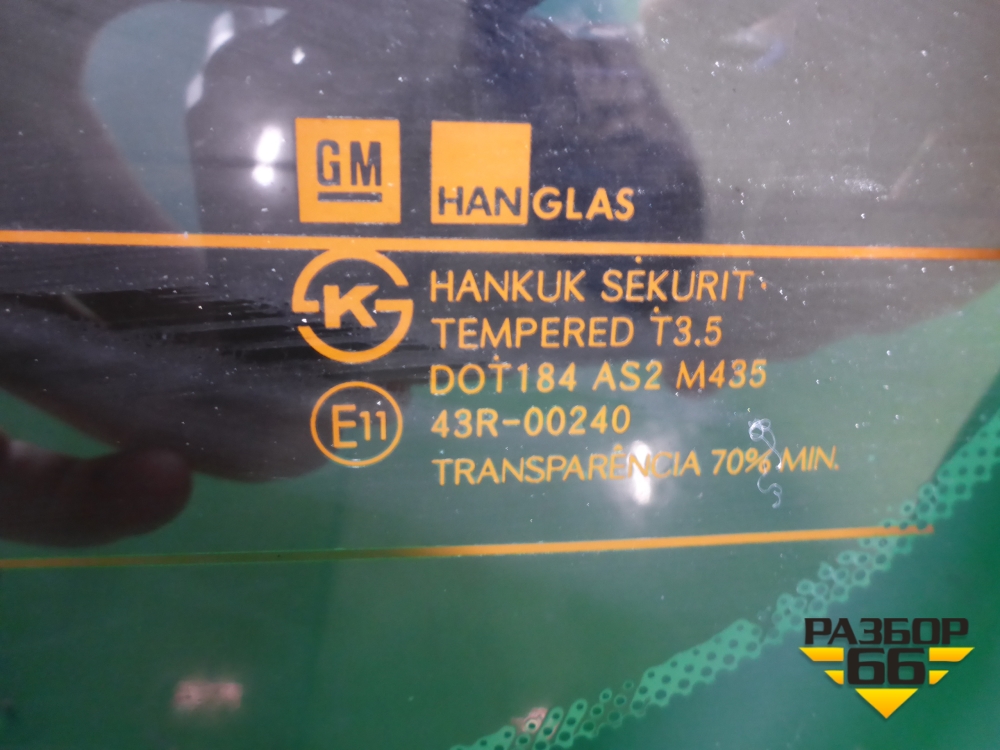 GM HANGLAS
K HANKUK SEKURIT
TEMPERED T3.5
DOT184 AS2 M435
E11 43R-00240
TRANSPARÊNCIA 70% MIN.
РАЗБОР
66